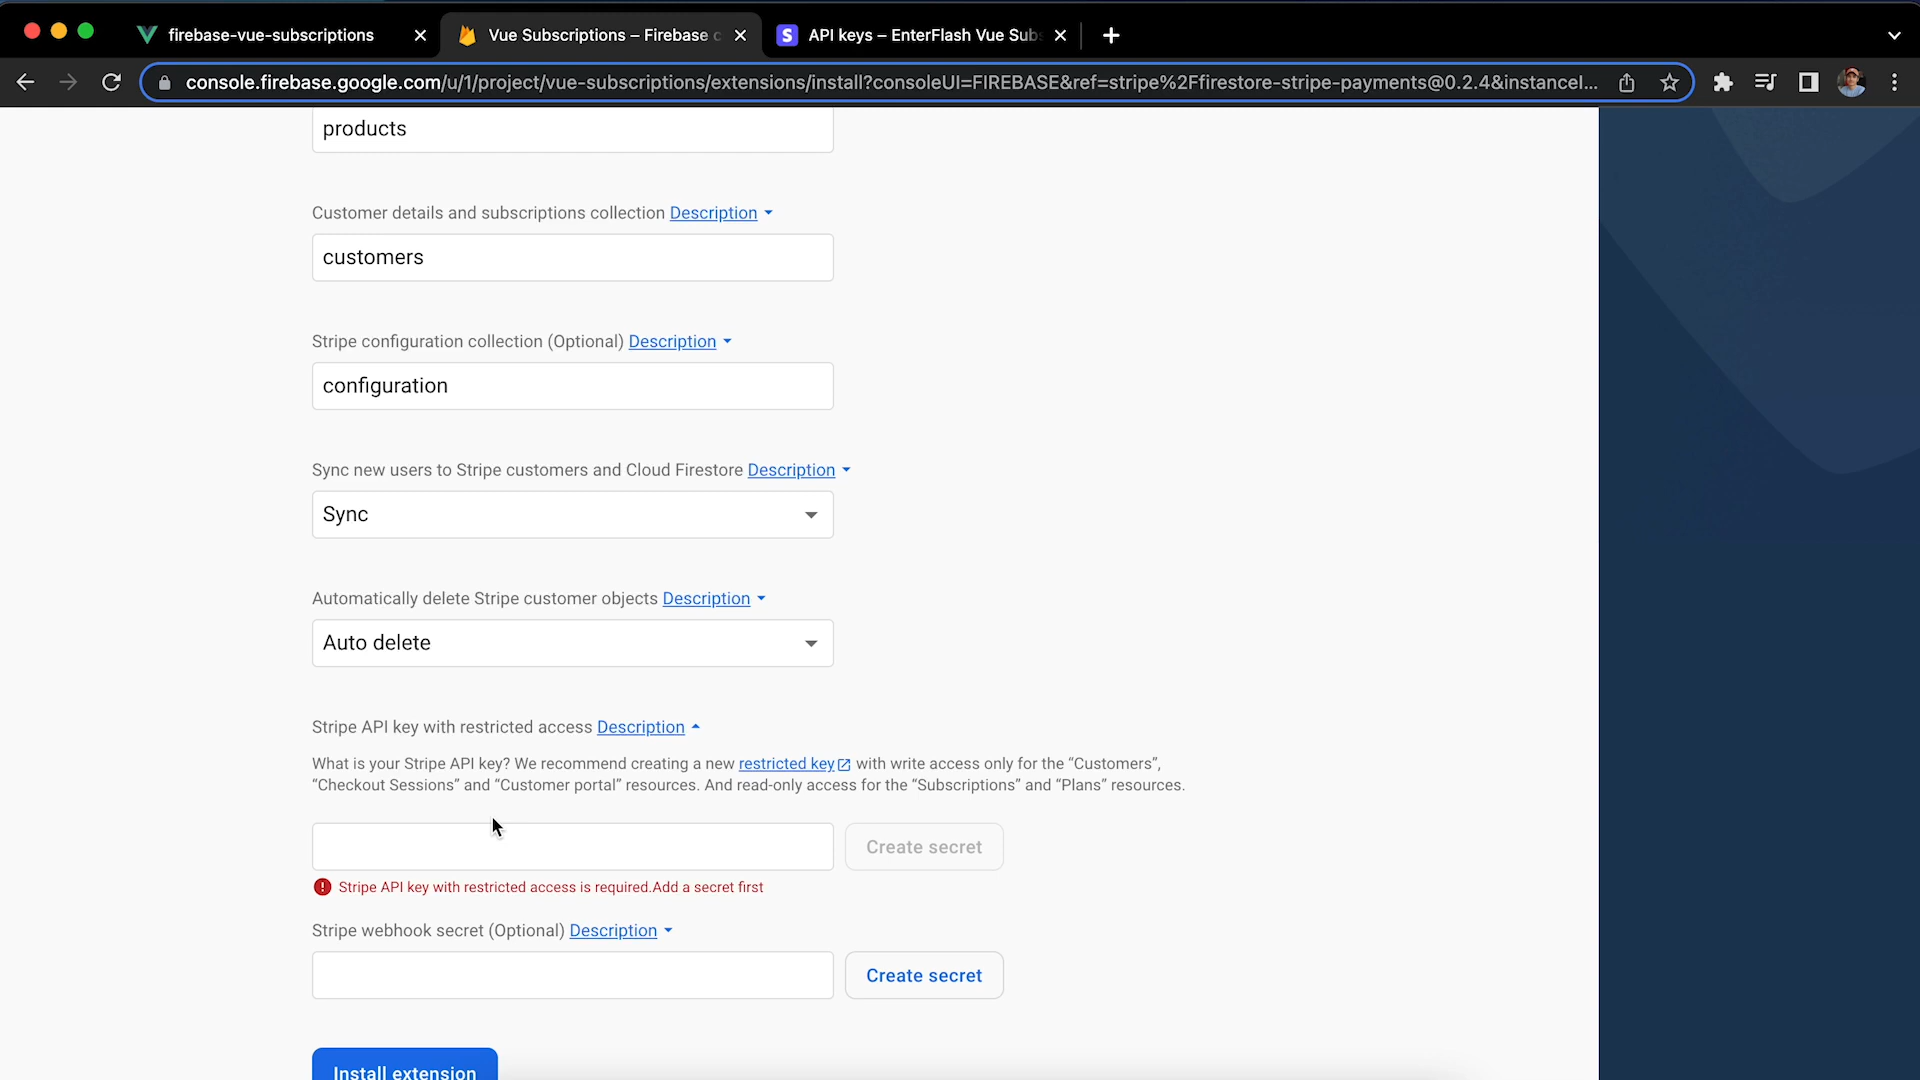 firebase-vue-subscriptions
Vue Subscriptions – Firebase c
API keys – EnterFlash Vue Sub
console.firebase.google.com/u/1/project/vue-subscriptions/extensions/install?consoleUI=FIREBASE&ref=stripe%2Ffirestore-stripe-payments@0.2.4&instanceI...
products
Customer details and subscriptions collection Description
customers
Stripe configuration collection (Optional) Description
configuration
Sync new users to Stripe customers and Cloud Firestore Description
Sync
Automatically delete Stripe customer objects Description
Auto delete
Stripe API key with restricted access Description
What is your Stripe API key? We recommend creating a new restricted key with write access only for the “Customers”,
“Checkout Sessions” and “Customer portal” resources. And read-only access for the “Subscriptions” and “Plans” resources.
Create secret
Stripe API key with restricted access is required.Add a secret first
Stripe webhook secret (Optional) Description
Create secret
Install extension